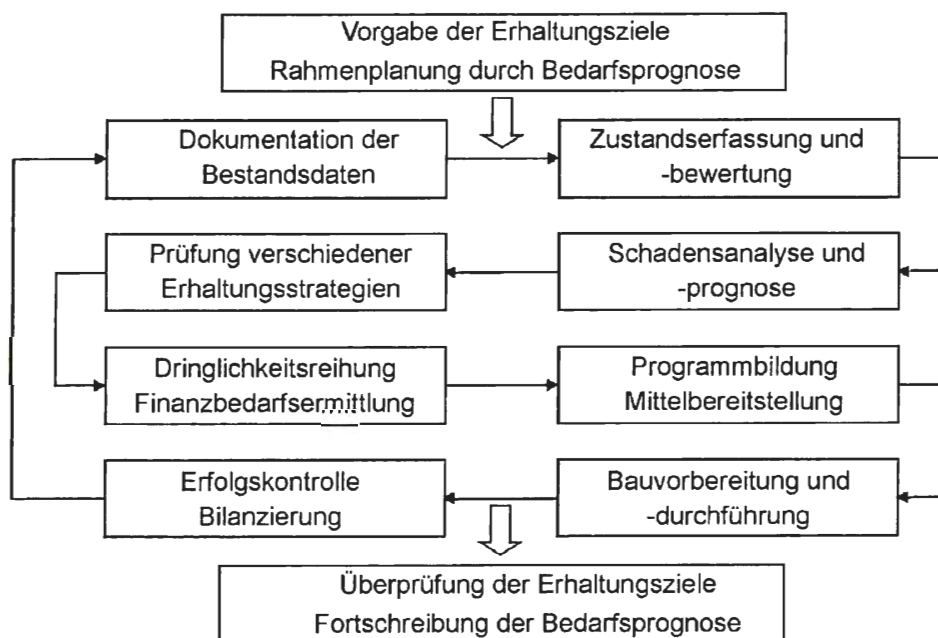 Vorgabe der Erhaltungsziele
Rahmenplanung durch Bedarfsprognose
Dokumentation der
Bestandsdaten
Zustandserfassung und
-bewertung
Prüfung verschiedener
Erhaltungsstrategien
Schadensanalyse und
-prognose
Dringlichkeitsreihung
Finanzbedarfsermittlung
Programmbildung
Mittelbereitstellung
Erfolgskontrolle
Bilanzierung
Bauvorbereitung und
-durchführung
Überprüfung der Erhaltungsziele
Fortschreibung der Bedarfsprognose